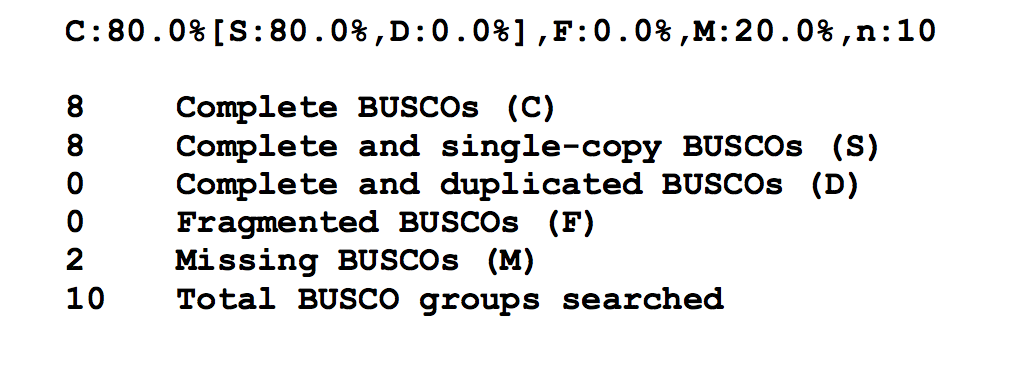 C:80.0%[S:80.0%,D:0.0%],F:0.0%,M:20.0%,n:10
8 Complete BUSCOs (C)
8 Complete and single-copy BUSCOs (S)
0 Complete and duplicated BUSCOs (D)
0 Fragmented BUSCOs (F)
2 Missing BUSCOs (M)
10 Total BUSCO groups searched